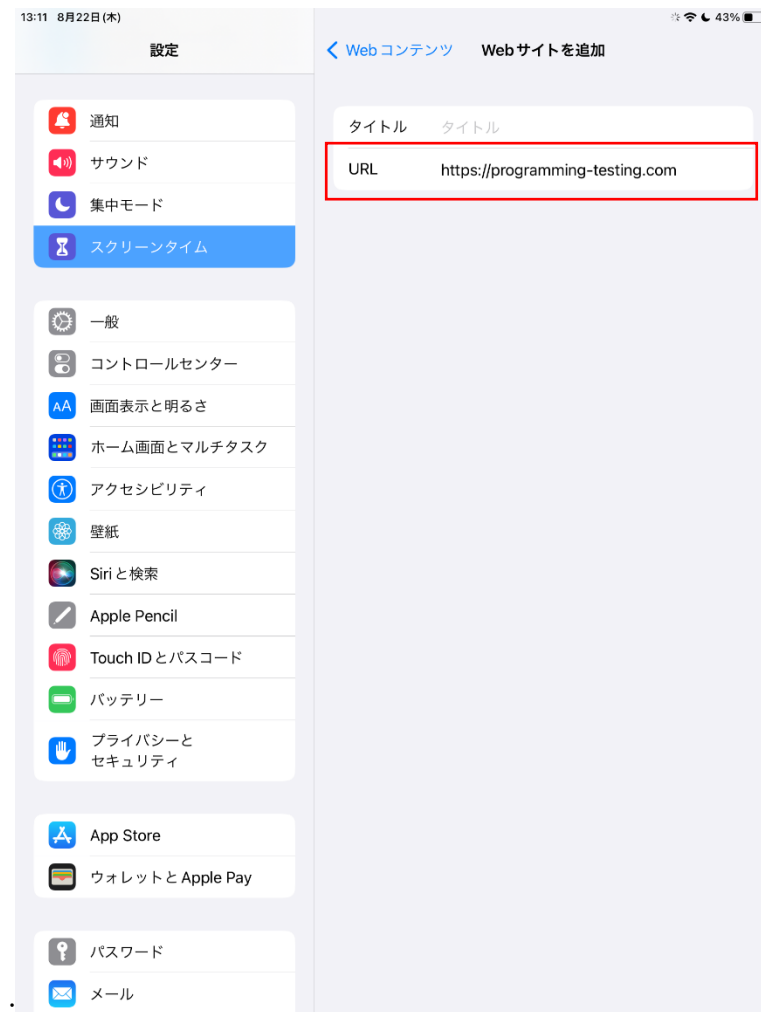 13:11 8月22日(木)
43%
設定
Webコンテンツ
Webサイトを追加
通知
サウンド
集中モード
スクリーンタイム
一般
コントロールセンター
AA 画面表示と明るさ
ホーム画面とマルチタスク
アクセシビリティ
壁紙
Siriと検索
Apple Pencil
Touch IDとパスコード
バッテリー
プライバシーと
セキュリティ
App Store
ウォレットとApple Pay
パスワード
メール
タイトル タイトル
URL https://programming-testing.com